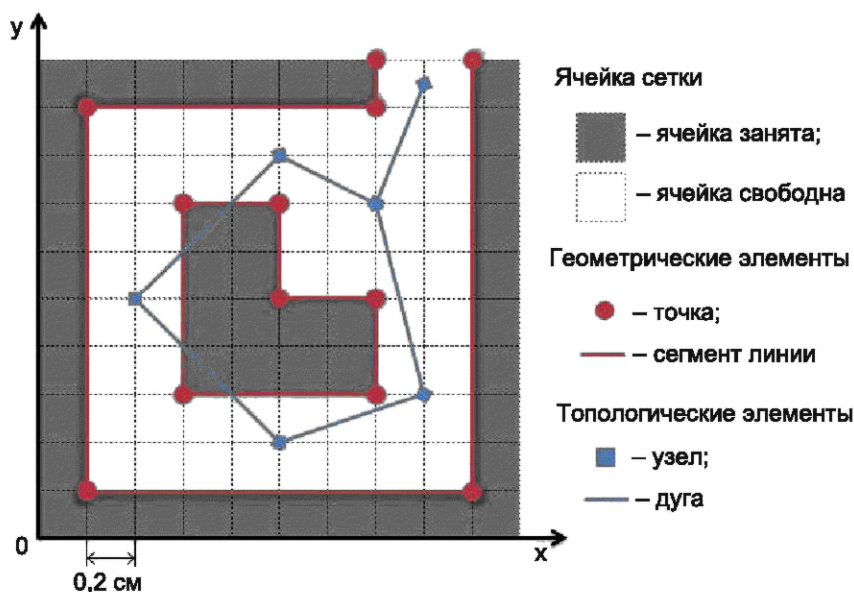 y
Ячейка сетки
– ячейка занята;
– ячейка свободна
Геометрические элементы
– точка;
– сегмент линии
Топологические элементы
– узел;
– дуга
0
x
0,2 см